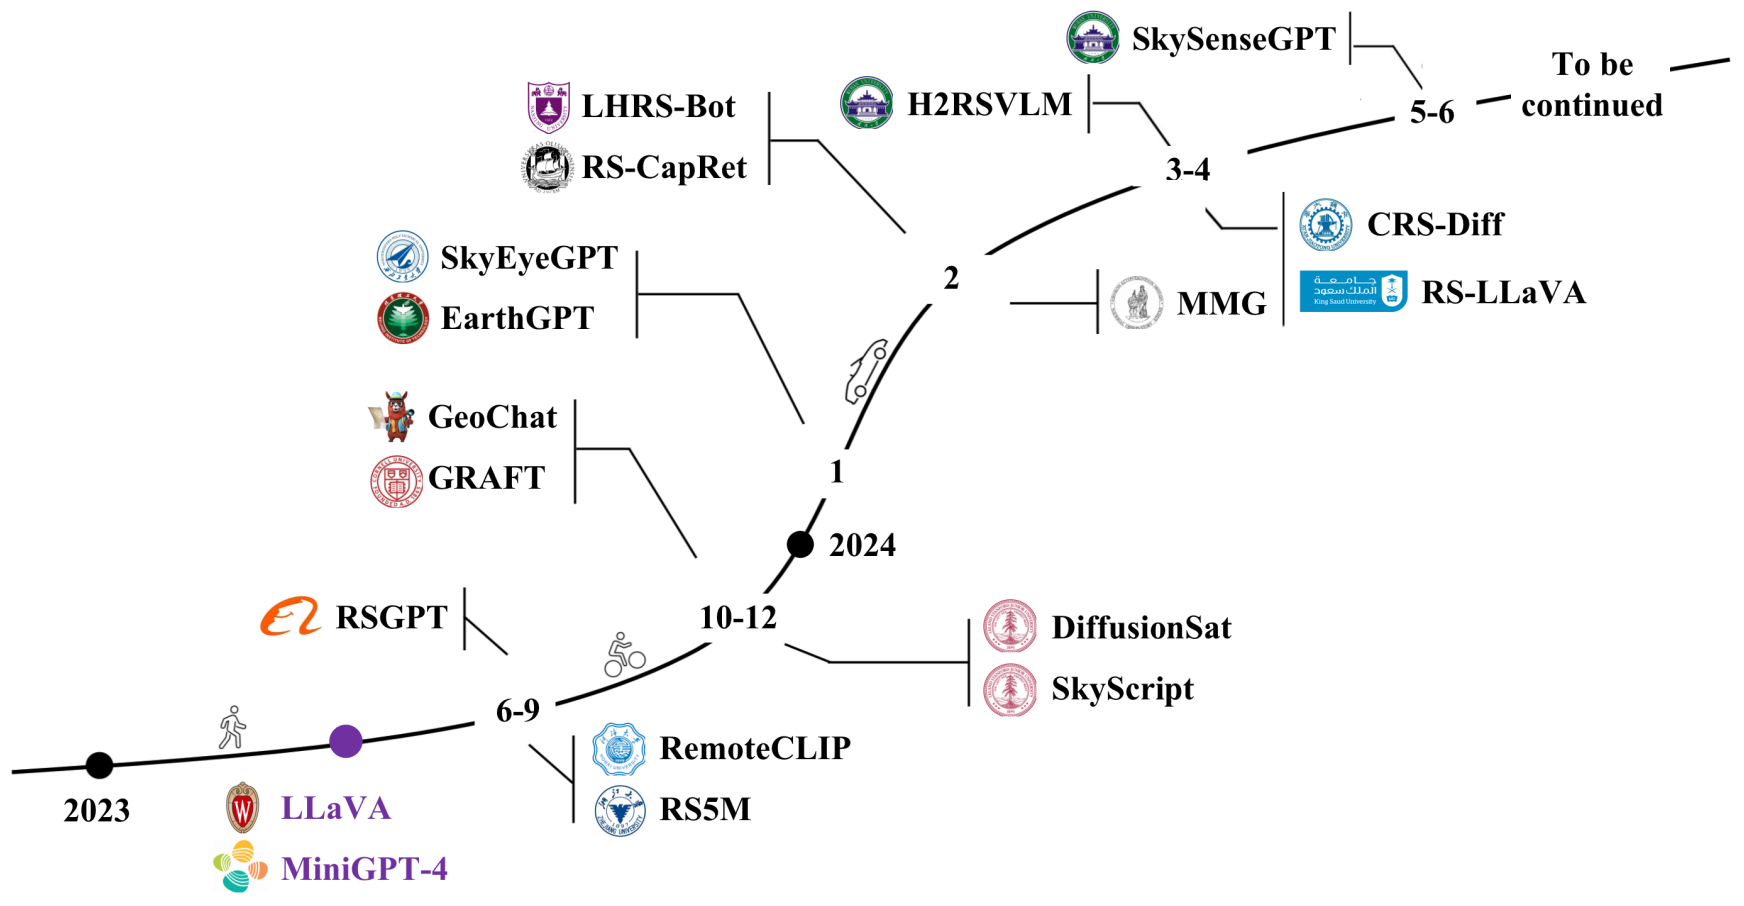 SkySenseGPT
To be
continued
LHRS-Bot
H2RSVLM
5-6
RS-CapRet
3-4
CRS-Diff
SkyEyeGPT
2
MMG
جامعة
الملك سعود
King Saud University
RS-LLaVA
EarthGPT
GeoChat
1
GRAFT
2024
RSGPT
10-12
DiffusionSat
SkyScript
6-9
RemoteCLIP
2023
W
LLaVA
RS5M
MiniGPT-4